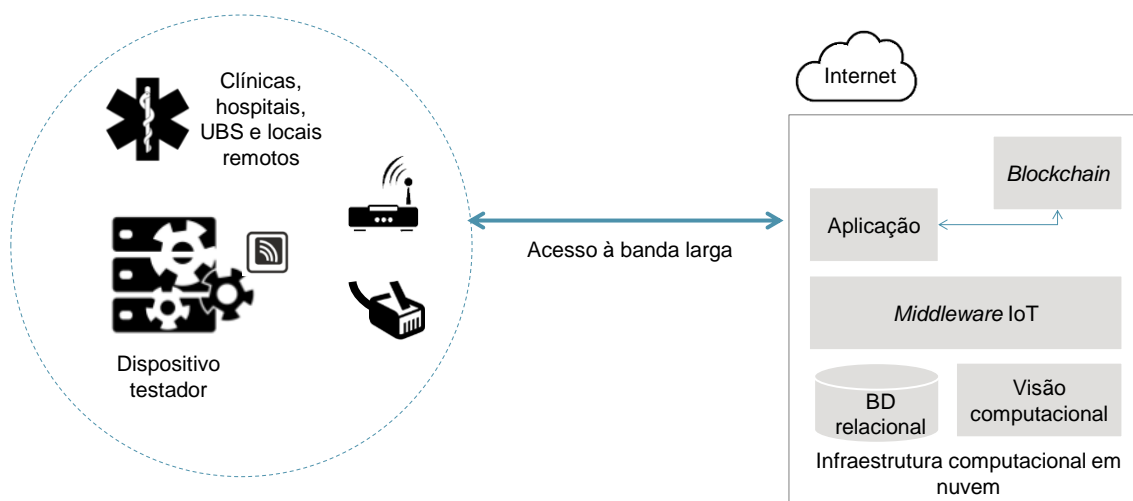 Clínicas,
hospitais,
UBS e locais
remotos
Dispositivo
testador
Acesso à banda larga
Internet
Blockchain
Aplicação
Middleware IoT
BD
relacional
Visão
computacional
Infraestrutura computacional em
nuvem